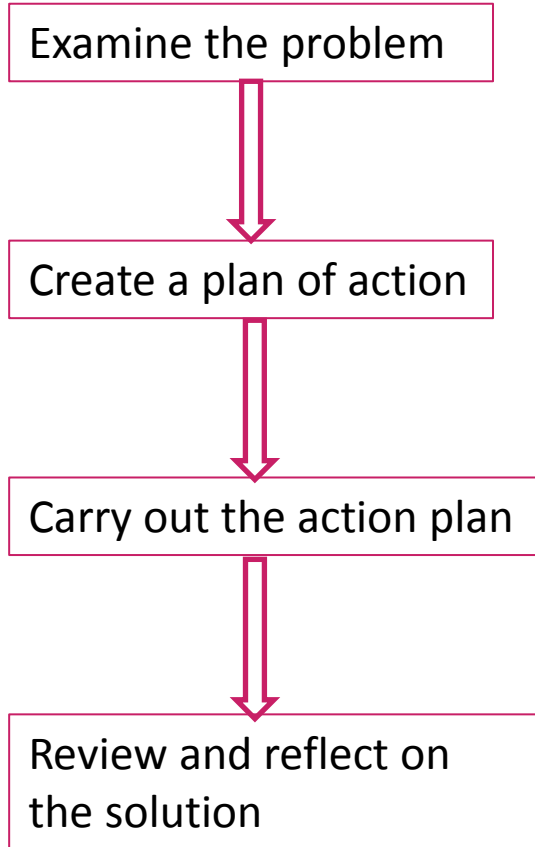 Examine the problem
Create a plan of action
Carry out the action plan
Review and reflect on
the solution